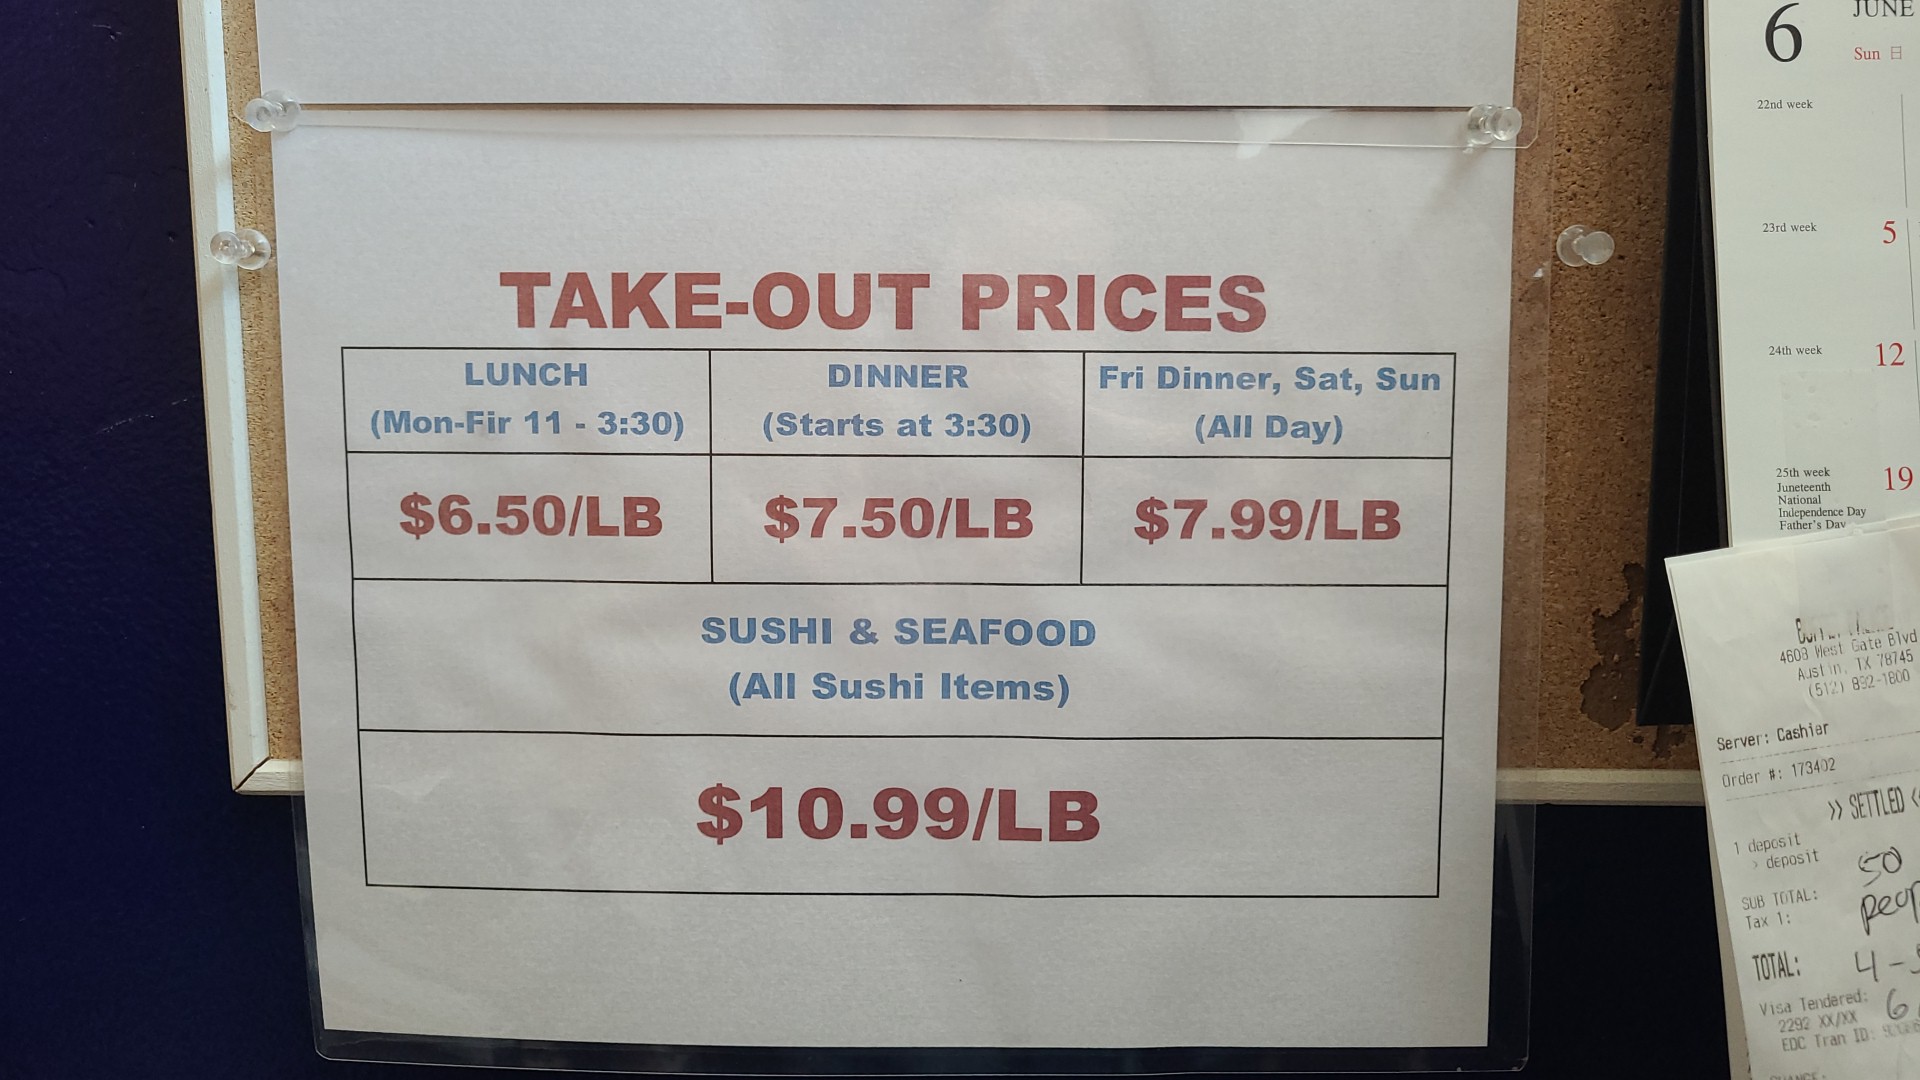 TAKE-OUT PRICES
LUNCH
(Mon-Fir 11 - 3:30)
DINNER
(Starts at 3:30)
Fri Dinner, Sat, Sun
(All Day)
$6.50/LB
$7.50/LB
$7.99/LB
SUSHI & SEAFOOD
(All Sushi Items)
$10.99/LB
6
JUNE
Sun 日
22nd week
23rd week
5
24th week
12
25th week
19
Juneteenth
National
Independence Day
Father's Day
4608 West Gate Blvd
Austin, TX 78745
(512) 892-1800
Server: Cashier
Order #: 173402
>> SETTLED <
1 deposit
> deposit
50
SUB TOTAL:
Tax 1:
TOTAL:
4 -
Visa Tendered:
6
2292 XX/XX
EDC Tran ID: